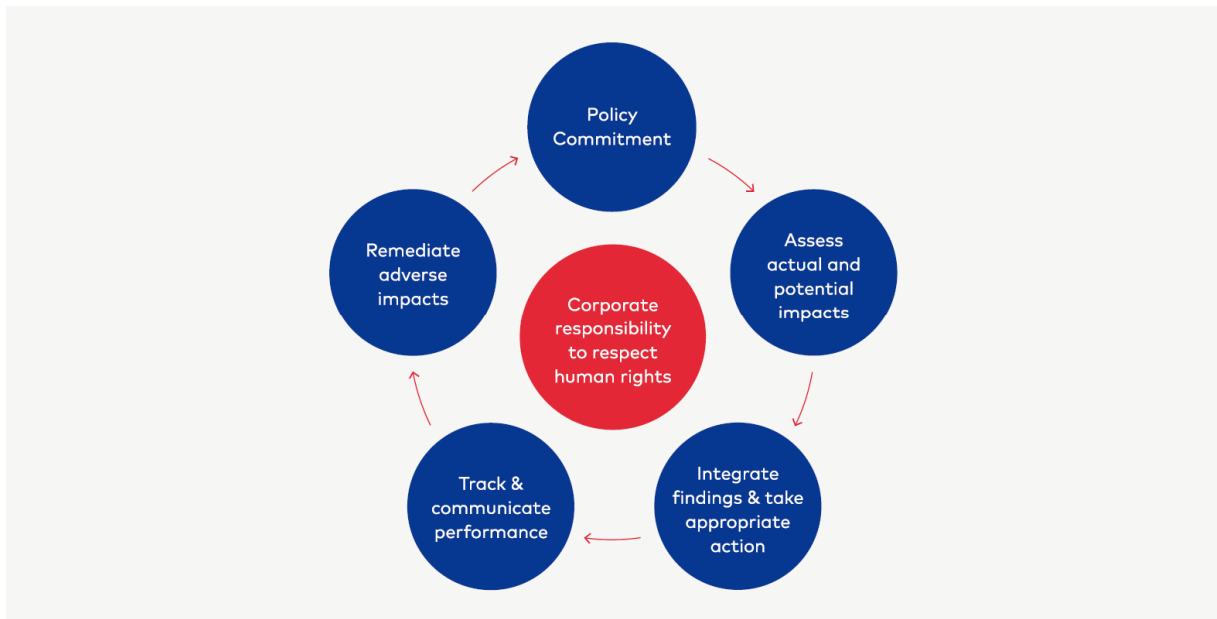 Policy
Commitment
Assess
actual and
potential
impacts
Integrate
findings & take
appropriate
action
Track &
communicate
performance
Remediate
adverse
impacts
Corporate
responsibility
to respect
human rights